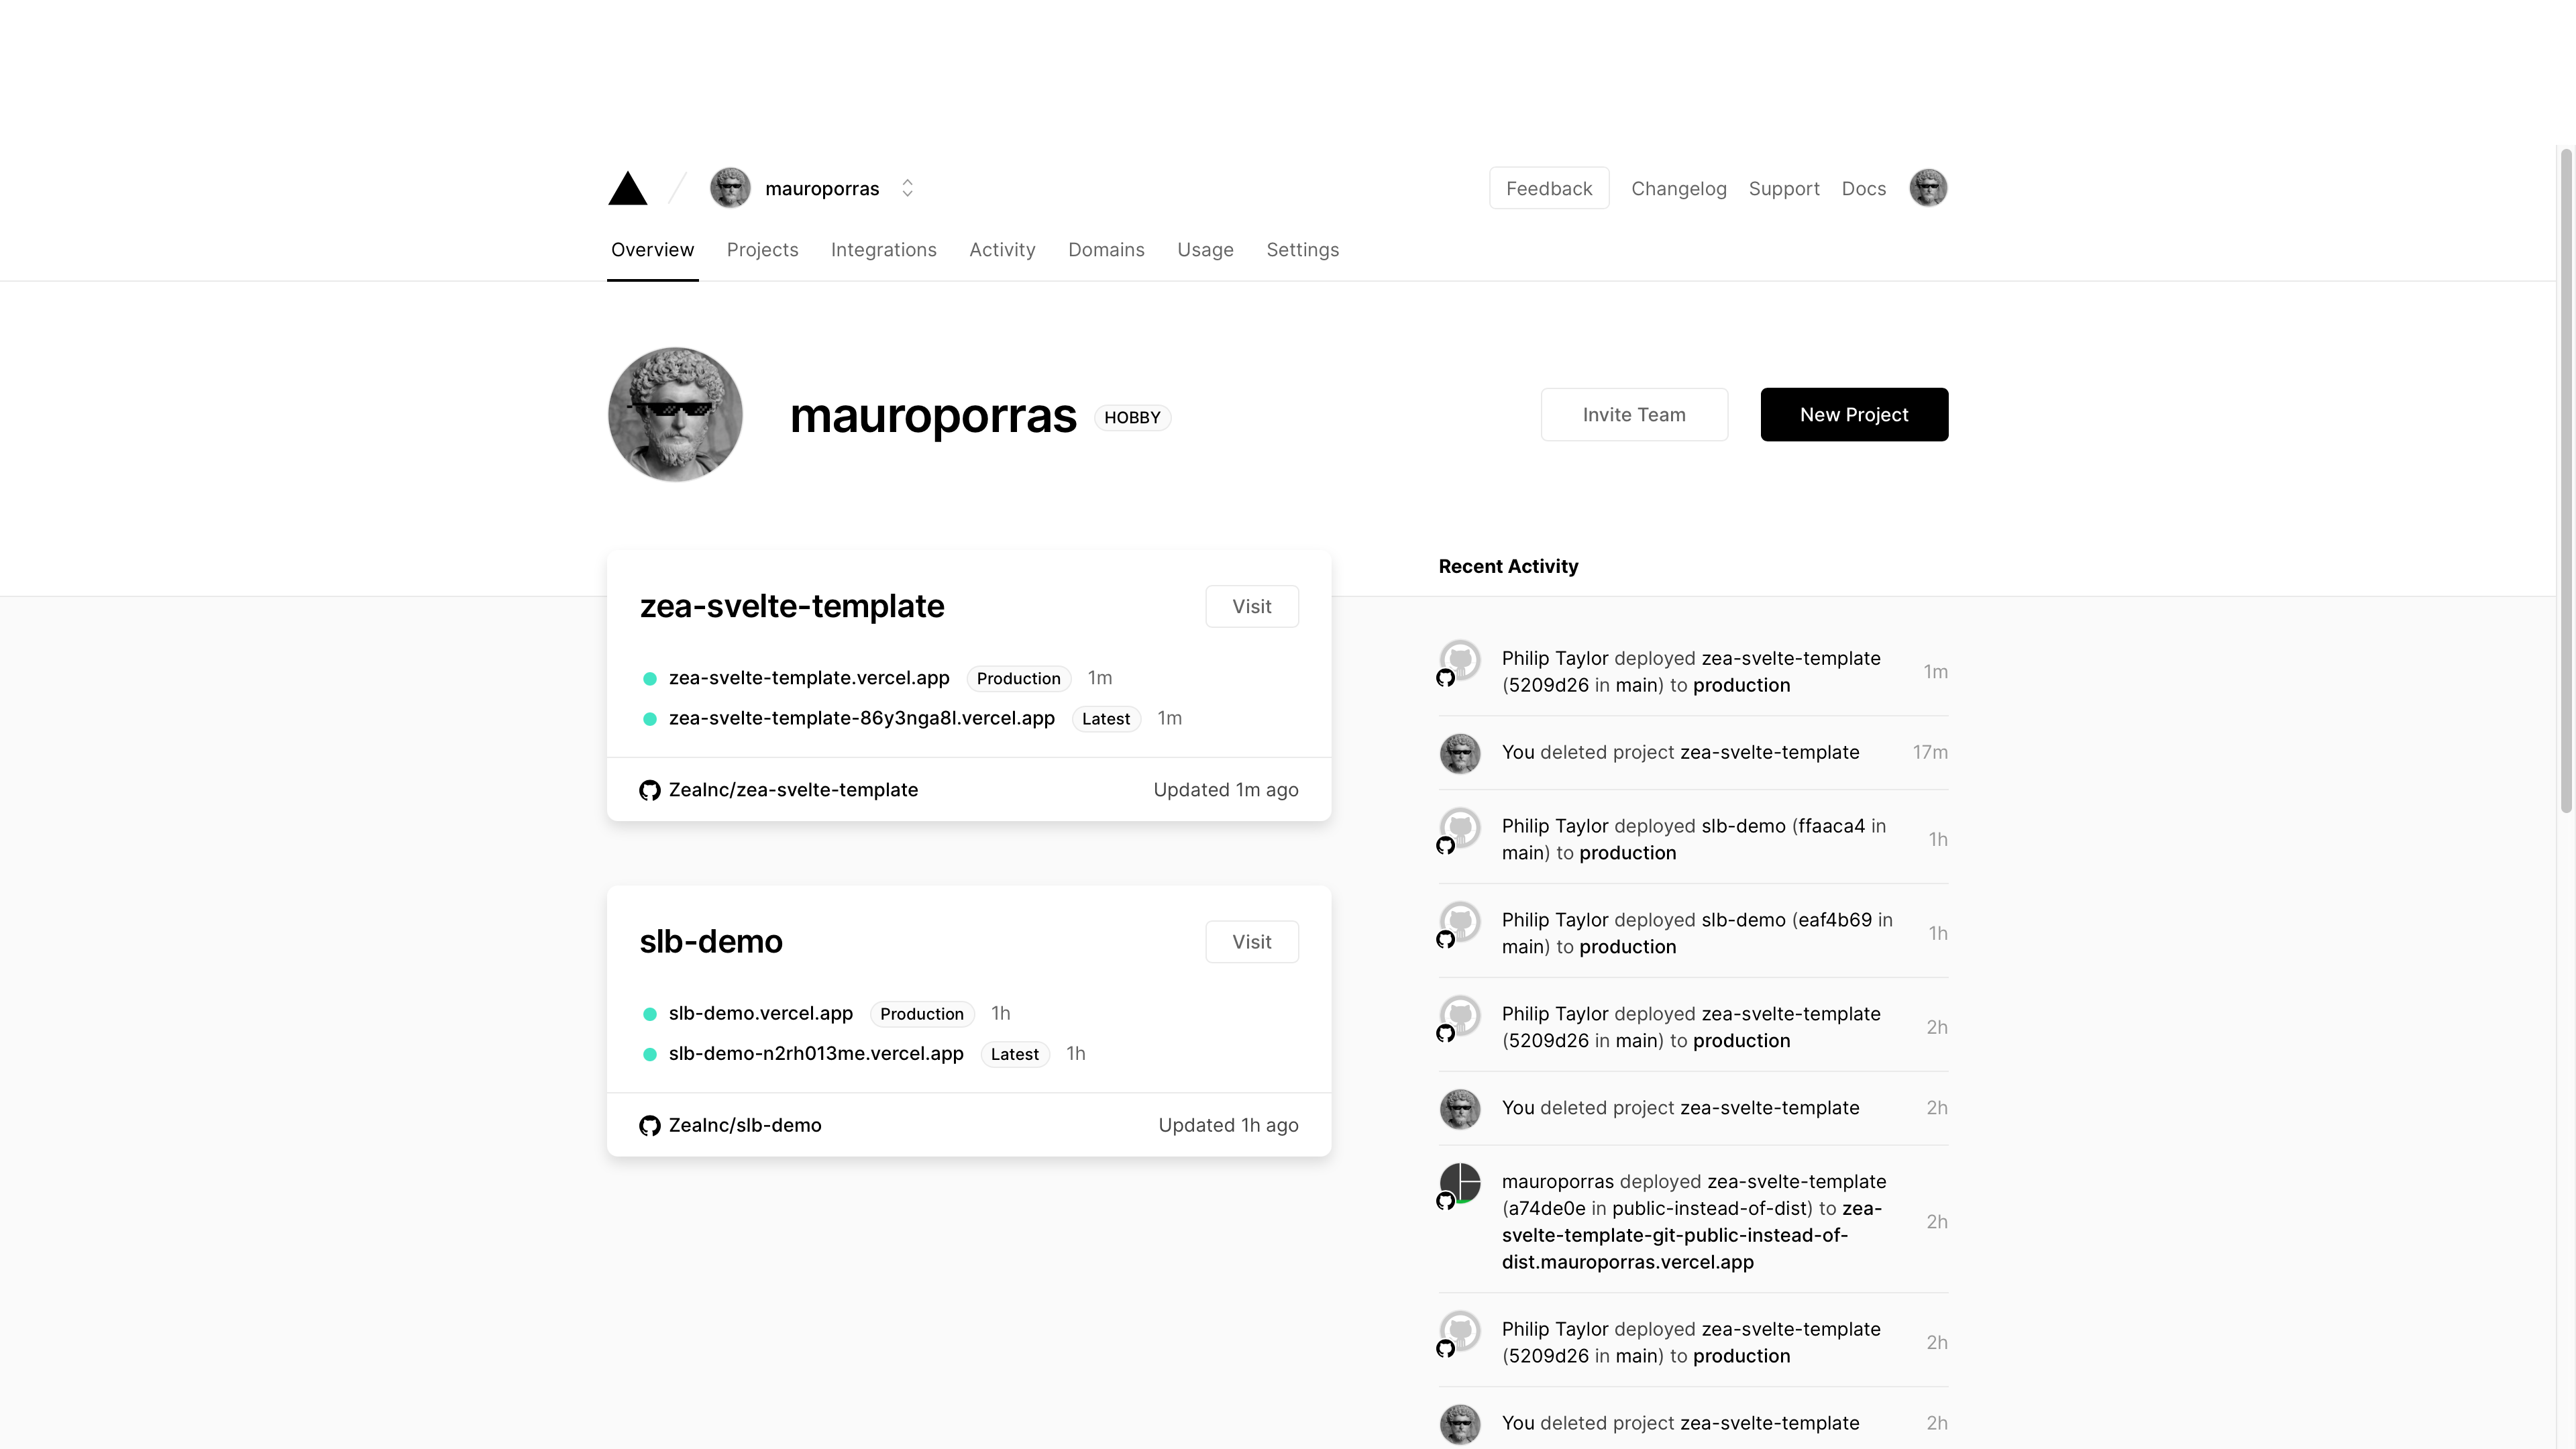 mauroporras
Feedback Changelog Support Docs
Overview Projects Integrations Activity Domains Usage Settings
mauroporras HOBBY
Invite Team
New Project
zea-svelte-template
Visit
zea-svelte-template.vercel.app Production 1m
zea-svelte-template-86y3nga8l.vercel.app Latest 1m
ZeaInc/zea-svelte-template Updated 1m ago
slb-demo
Visit
slb-demo.vercel.app Production 1h
slb-demo-n2rh013me.vercel.app Latest 1h
ZeaInc/slb-demo Updated 1h ago
Recent Activity
Philip Taylor deployed zea-svelte-template
(5209d26 in main) to production
1m
You deleted project zea-svelte-template 17m
Philip Taylor deployed slb-demo (ffaaca4 in
main) to production
1h
Philip Taylor deployed slb-demo (eaf4b69 in
main) to production
1h
Philip Taylor deployed zea-svelte-template
(5209d26 in main) to production
2h
You deleted project zea-svelte-template 2h
mauroporras deployed zea-svelte-template
(a74de0e in public-instead-of-dist) to zea-
svelte-template-git-public-instead-of-
dist.mauroporras.vercel.app
2h
Philip Taylor deployed zea-svelte-template
(5209d26 in main) to production
2h
You deleted project zea-svelte-template 2h